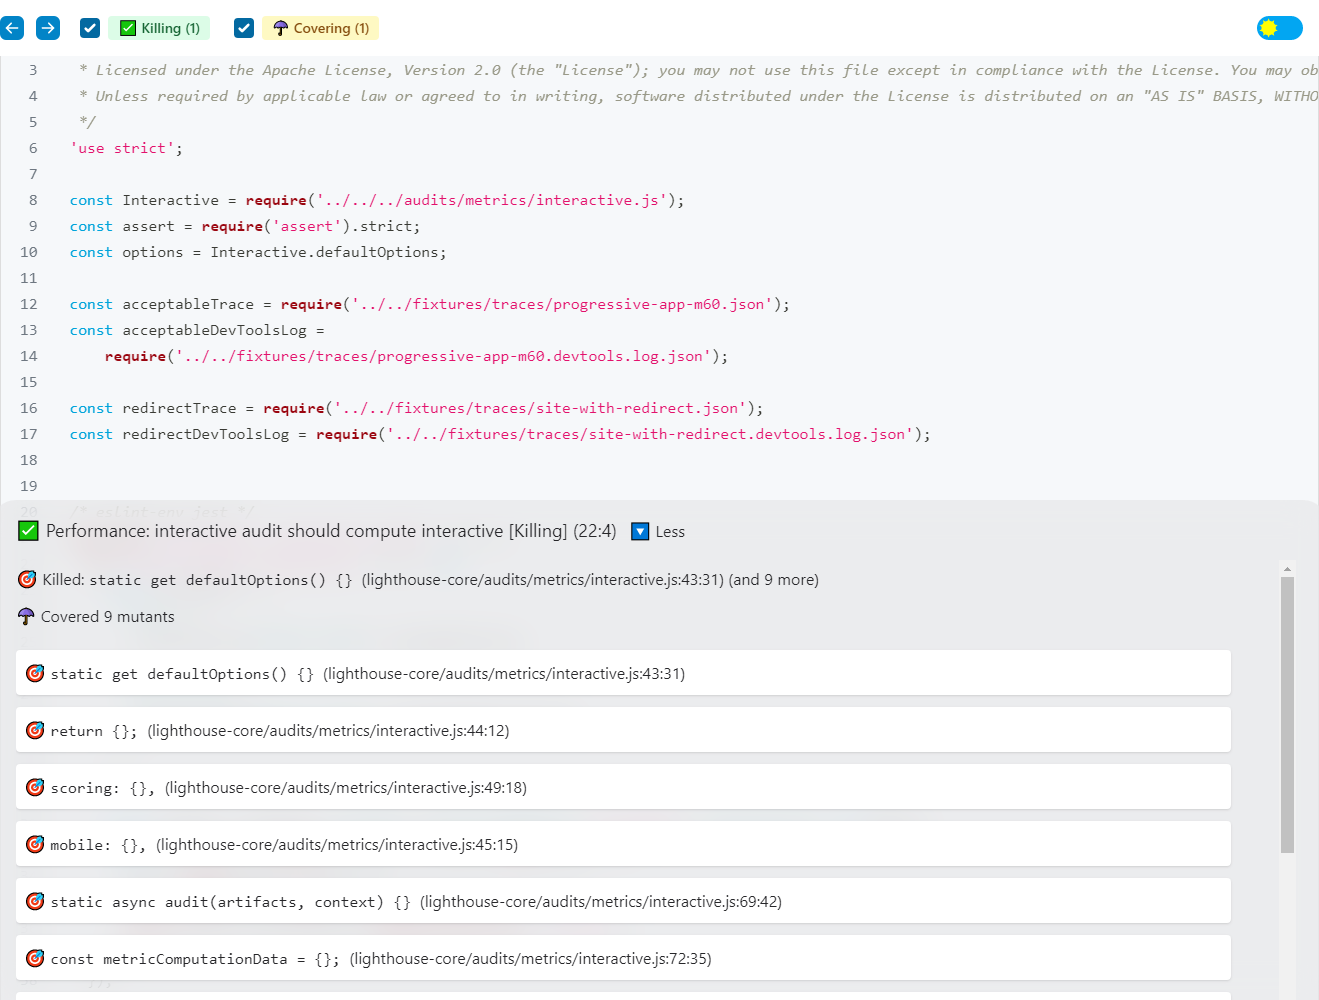 Killing (1) Covering (1)
3 * Licensed under the Apache License, Version 2.0 (the "License"); you may not use this file except in compliance with the License. You may ob
4 * Unless required by applicable law or agreed to in writing, software distributed under the License is distributed on an "AS IS" BASIS, WITHO
5 */
6 'use strict';
7
8 const Interactive = require('../../../audits/metrics/interactive.js');
9 const assert = require('assert').strict;
10 const options = Interactive.defaultOptions;
11
12 const acceptableTrace = require('../../fixtures/traces/progressive-app-m60.json');
13 const acceptableDevToolsLog =
14 require('../../fixtures/traces/progressive-app-m60.devtools.log.json');
15
16 const redirectTrace = require('../../fixtures/traces/site-with-redirect.json');
17 const redirectDevToolsLog = require('../../fixtures/traces/site-with-redirect.devtools.log.json');
18
19
20 /* eslint-env jest */
Performance: interactive audit should compute interactive [Killing] (22:4) Less
Killed: static get defaultOptions() {} (lighthouse-core/audits/metrics/interactive.js:43:31) (and 9 more)
Covered 9 mutants
static get defaultOptions() {} (lighthouse-core/audits/metrics/interactive.js:43:31)
return {}; (lighthouse-core/audits/metrics/interactive.js:44:12)
scoring: {}, (lighthouse-core/audits/metrics/interactive.js:49:18)
mobile: {}, (lighthouse-core/audits/metrics/interactive.js:45:15)
static async audit(artifacts, context) {} (lighthouse-core/audits/metrics/interactive.js:69:42)
const metricComputationData = {}; (lighthouse-core/audits/metrics/interactive.js:72:35)